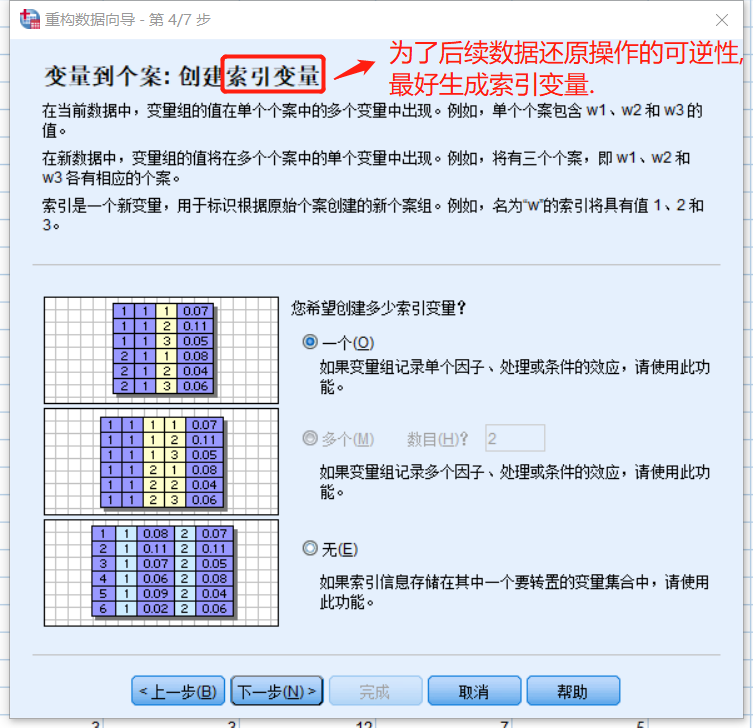 重构数据向导 - 第 4/7 步
为了后续数据还原操作的可逆性,
最好生成索引变量.
变量到个案: 创建索引变量
在当前数据中，变量组的值在单个个案中的多个变量中出现。例如，单个个案包含 w1、w2 和 w3 的
值。
在新数据中，变量组的值将在多个个案中的单个变量中出现。例如，将有三个个案，即 w1、w2 和
w3 各有相应的个案。
索引是一个新变量，用于标识根据原始个案创建的新个案组。例如，名为“w”的索引将具有值 1、2 和
3。
您希望创建多少索引变量？
1 1 1 0.07
1 1 2 0.11
1 1 3 0.05
2 1 1 0.08
2 1 2 0.04
2 1 3 0.06
一个(O)
如果变量组记录单个因子、处理或条件的效应，请使用此功
能。
1 1 1 1 0.07
1 1 1 2 0.11
1 1 1 3 0.05
1 1 2 1 0.08
1 1 2 2 0.04
1 1 2 3 0.06
多个(M) 数目(H)? 2
如果变量组记录多个因子、处理或条件的效应，请使用此功
能。
1 1 0.08 2 0.07
2 1 0.11 2 0.11
3 1 0.07 2 0.05
4 1 0.06 2 0.08
5 1 0.09 2 0.04
6 1 0.02 2 0.06
无(E)
如果索引信息存储在其中一个要转置的变量集合中，请使用
此功能。
< 上一步(B) 下一步(N) > 完成 取消 帮助
3 3 12 7 5